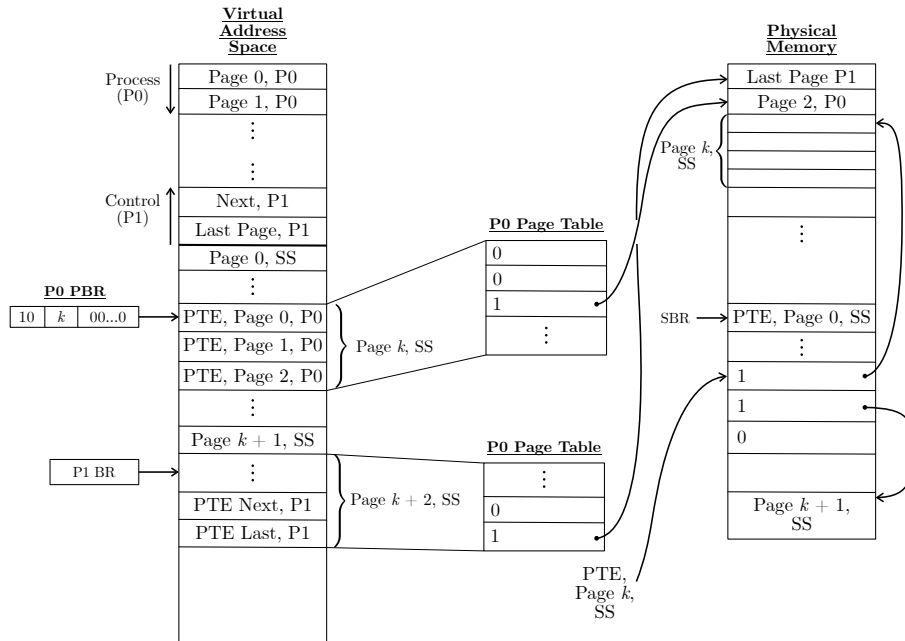 Virtual
Address
Space
Process
(P0)
Page 0, P0
Page 1, P0
⋮
⋮
Control
(P1)
Next, P1
Last Page, P1
Page 0, SS
⋮
P0 PBR
10 k 00...0
PTE, Page 0, P0
PTE, Page 1, P0
PTE, Page 2, P0
Page k, SS
⋮
Page k + 1, SS
P1 BR
⋮
PTE Next, P1
PTE Last, P1
Page k + 2, SS
P0 Page Table
0
0
1
⋮
P0 Page Table
⋮
0
1
Physical
Memory
Last Page P1
Page 2, P0
Page k,
SS
⋮
SBR
PTE, Page 0, SS
⋮
1
1
0
Page k + 1,
SS
PTE,
Page k,
SS